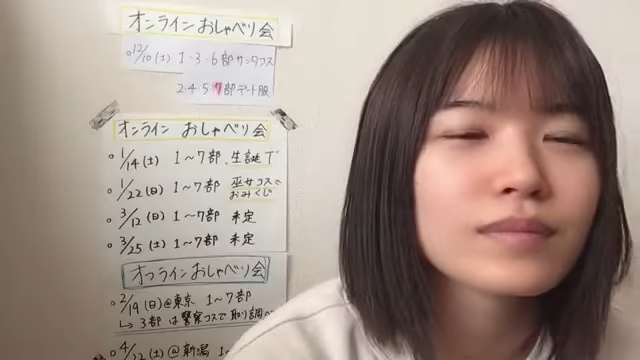 オンラインおしゃべり会
○12/10(土) 1・3・6部サンタコス
2・4・5・7部デート服
オンライン おしゃべり会
○ 1/14(土) 1〜7部、生誕T
○ 1/22(日) 1〜7部 巫女コスで
おみくじ
○ 3/12(日) 1〜7部 未定
○ 3/25(土) 1〜7部 未定
オフラインおしゃべり会
○ 2/19(日)@東京 1〜7部
↳ 3部は警察コスで取り調べ
4/22(土)@新潟